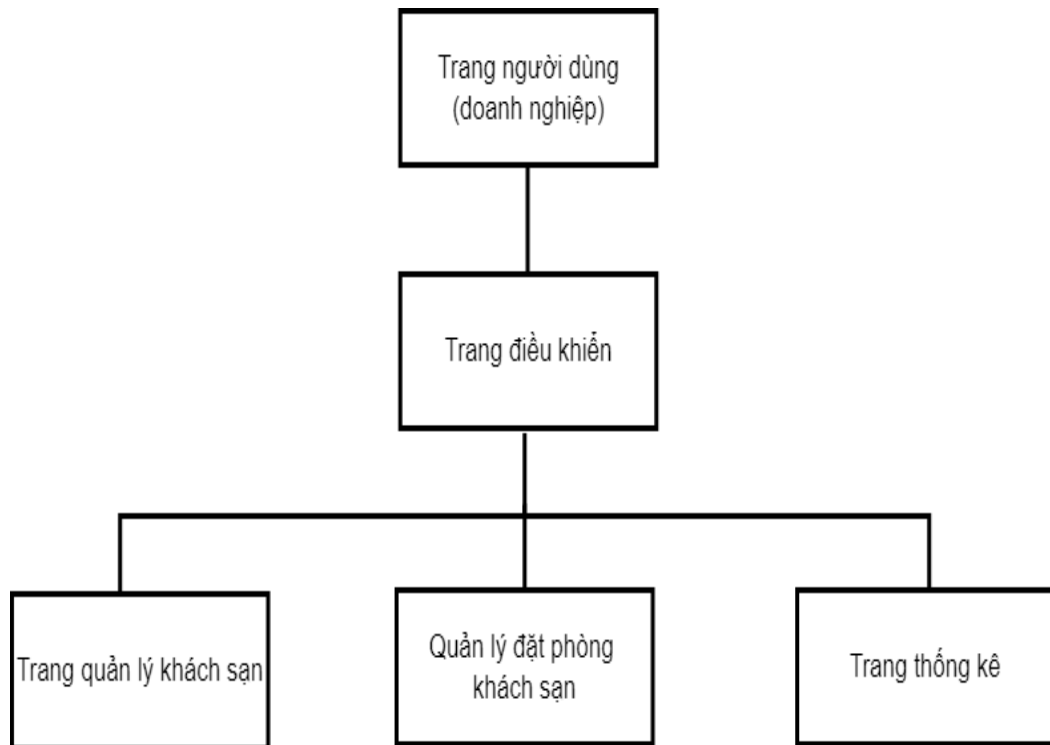 Trang người dùng
(doanh nghiệp)
Trang điều khiển
Trang quản lý khách sạn
Quản lý đặt phòng
khách sạn
Trang thống kê